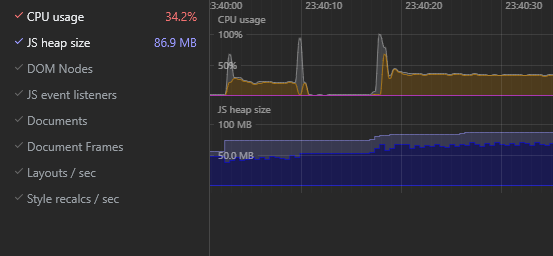 CPU usage 34.2%
JS heap size 86.9 MB
DOM Nodes
JS event listeners
Documents
Document Frames
Layouts / sec
Style recalcs / sec
3:40:00 23:40:10 23:40:20 23:40:30
CPU usage
100%
50%
JS heap size
100 MB
50.0 MB